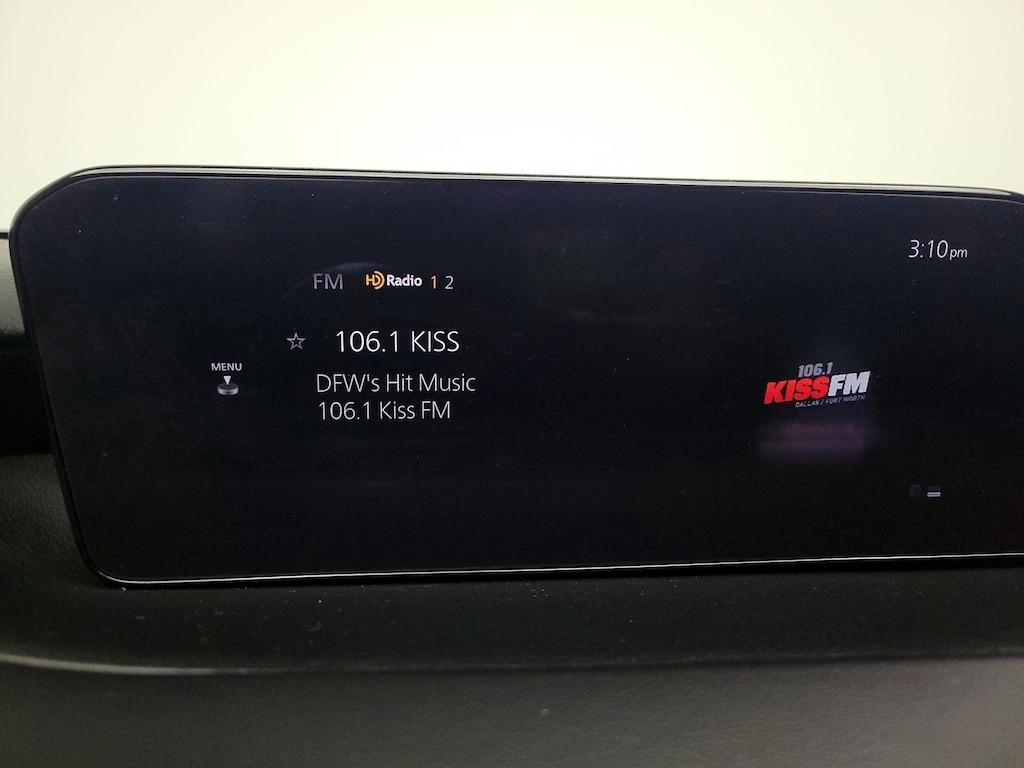 3:10pm
FM HD Radio 1 2
☆ 106.1 KISS
MENU
DFW's Hit Music
106.1 Kiss FM
106.1
KISSFM
DALLAS / FORT WORTH